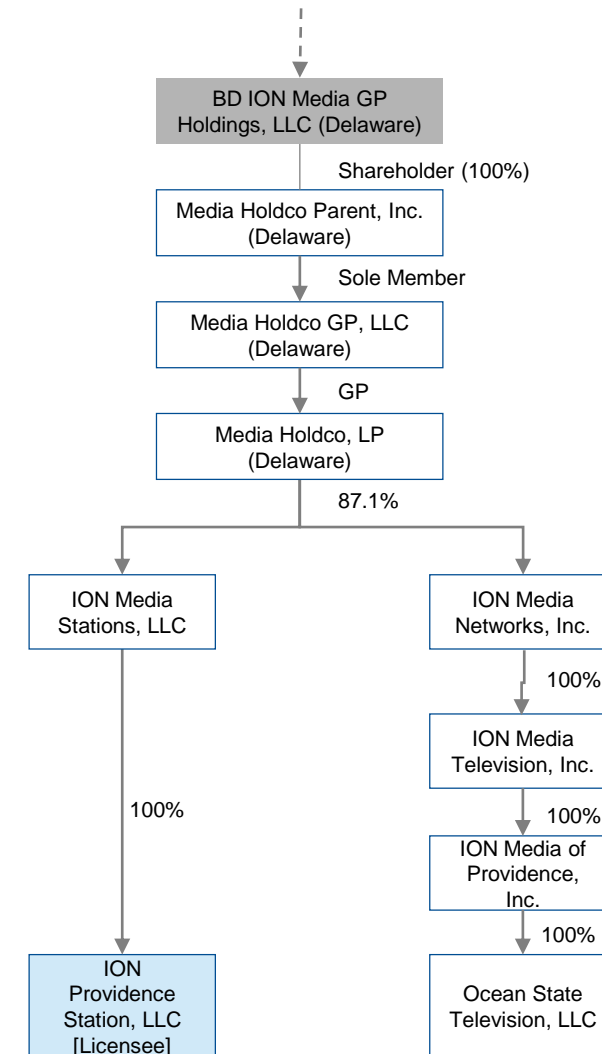 BD ION Media GP
Holdings, LLC (Delaware)
Shareholder (100%)
Media Holdco Parent, Inc.
(Delaware)
Sole Member
Media Holdco GP, LLC
(Delaware)
GP
Media Holdco, LP
(Delaware)
87.1%
ION Media
Stations, LLC
ION Media
Networks, Inc.
100%
ION Media
Television, Inc.
100%
100%
ION Media of
Providence,
Inc.
100%
ION
Providence
Station, LLC
[Licensee]
Ocean State
Television, LLC